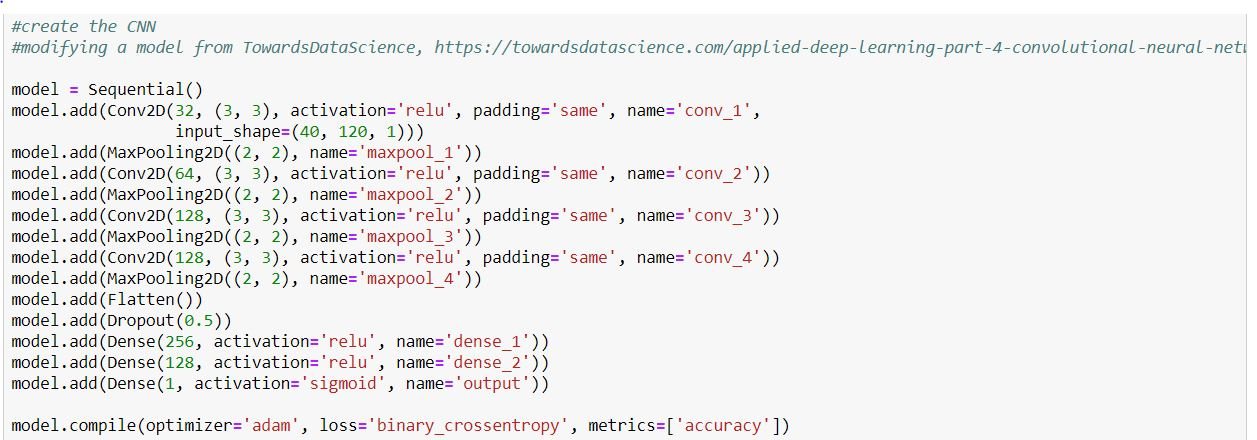 #create the CNN
#modifying a model from TowardsDataScience, https://towardsdatascience.com/applied-deep-learning-part-4-convolutional-neural-net
model = Sequential()
model.add(Conv2D(32, (3, 3), activation='relu', padding='same', name='conv_1',
input_shape=(40, 120, 1)))
model.add(MaxPooling2D((2, 2), name='maxpool_1'))
model.add(Conv2D(64, (3, 3), activation='relu', padding='same', name='conv_2'))
model.add(MaxPooling2D((2, 2), name='maxpool_2'))
model.add(Conv2D(128, (3, 3), activation='relu', padding='same', name='conv_3'))
model.add(MaxPooling2D((2, 2), name='maxpool_3'))
model.add(Conv2D(128, (3, 3), activation='relu', padding='same', name='conv_4'))
model.add(MaxPooling2D((2, 2), name='maxpool_4'))
model.add(Flatten())
model.add(Dropout(0.5))
model.add(Dense(256, activation='relu', name='dense_1'))
model.add(Dense(128, activation='relu', name='dense_2'))
model.add(Dense(1, activation='sigmoid', name='output'))
model.compile(optimizer='adam', loss='binary_crossentropy', metrics=['accuracy'])